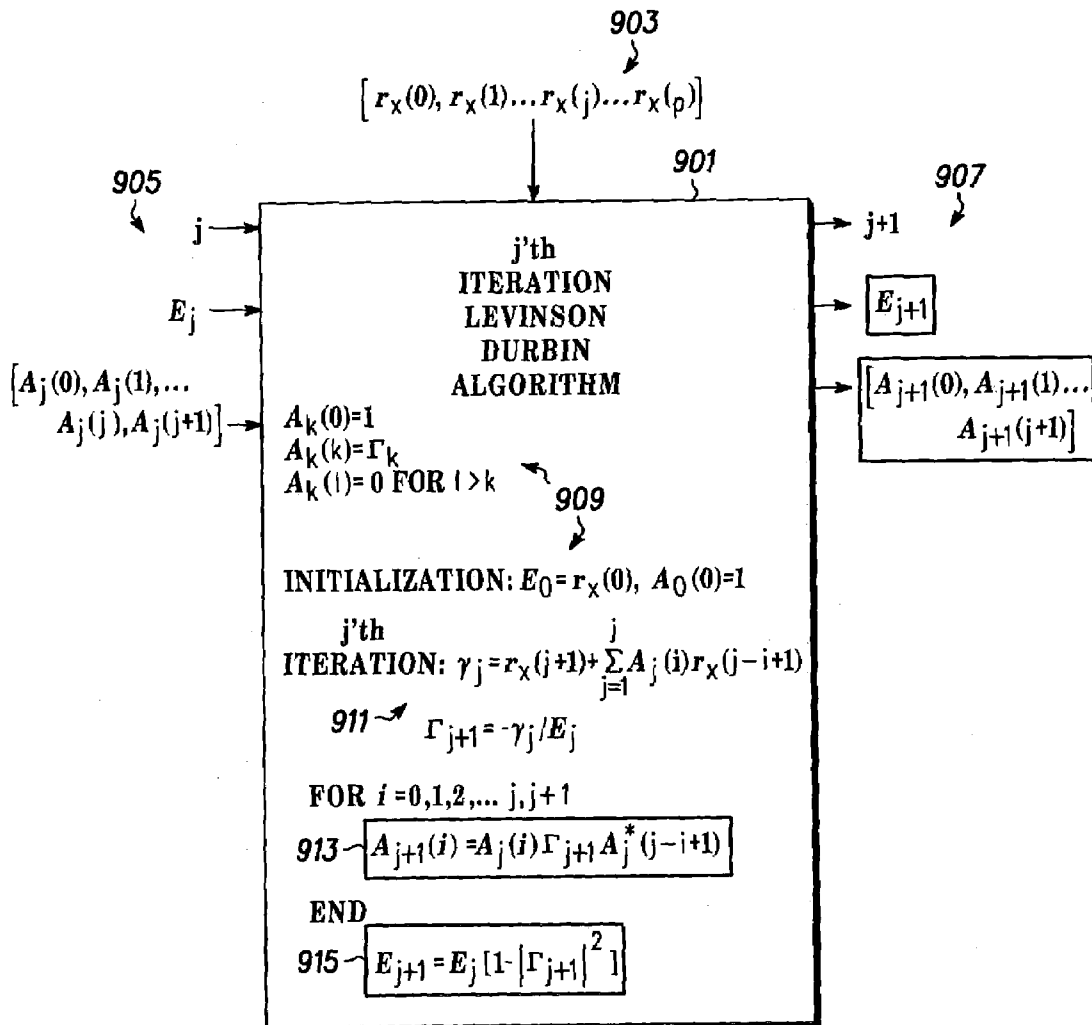 903
[r_x(0), r_x(1)...r_x(j)...r_x(p)]
901
905
907
j
j+1
j'th
ITERATION
LEVINSON
DURBIN
ALGORITHM
E_j
E_{j+1}
[A_j(0), A_j(1),...
A_j(j), A_j(j+1)]
[A_{j+1}(0), A_{j+1}(1)...
A_{j+1}(j+1)]
A_k(0)=1
A_k(k)=Γ_k
A_k(i)=0 FOR i>k
909
INITIALIZATION: E_0=r_x(0), A_0(0)=1
j'th
ITERATION: γ_j=r_x(j+1)+∑_{j=1}^{j} A_j(i)r_x(j-i+1)
911
Γ_{j+1}=-γ_j/E_j
FOR i=0,1,2,... j,j+1
913
A_{j+1}(i)=A_j(i)Γ_{j+1}A_j^*(j-i+1)
END
915
E_{j+1}=E_j[1-|Γ_{j+1}|^2]